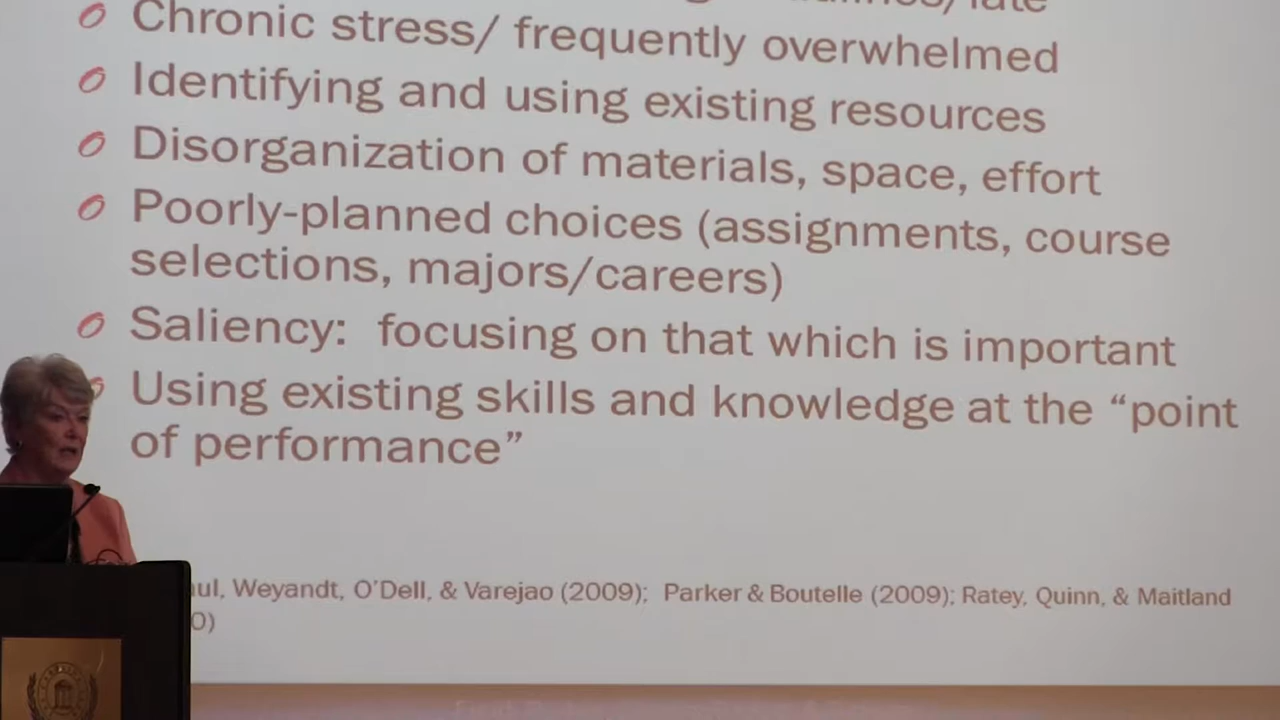 Chronic stress/ frequently overwhelmed
Identifying and using existing resources
Disorganization of materials, space, effort
Poorly-planned choices (assignments, course
selections, majors/careers)
Saliency: focusing on that which is important
Using existing skills and knowledge at the “point
of performance”
Weyandt, O'Dell, & Varejao (2009); Parker & Boutelle (2009); Ratey, Quinn, & Maitland